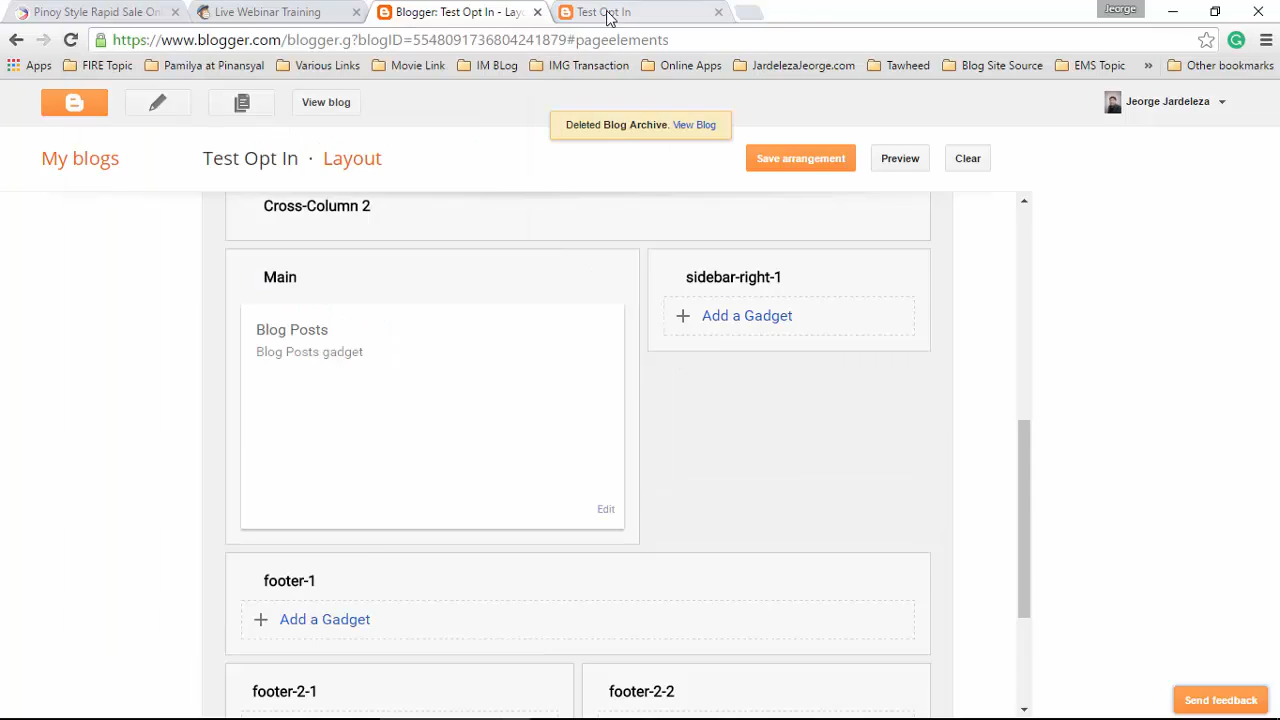 Pinoy Style Rapid Sale On
Live Webinar Training
Blogger: Test Opt In - Layo
Test Opt In
Jeorge
https://www.blogger.com/blogger.g?blogID=5548091736804241879#pageelements
Apps
FIRE Topic
Pamilya at Pinansyal
Various Links
Movie Link
IM Blog
IMG Transaction
Online Apps
JardelezaJeorge.com
Tawheed
Blog Site Source
EMS Topic
»
Other bookmarks
View blog
Deleted Blog Archive. View Blog
Jeorge Jardeleza
My blogs
Test Opt In · Layout
Save arrangement
Preview
Clear
Cross-Column 2
Main
sidebar-right-1
Blog Posts
Blog Posts gadget
+ Add a Gadget
Edit
footer-1
+ Add a Gadget
footer-2-1
footer-2-2
Send feedback